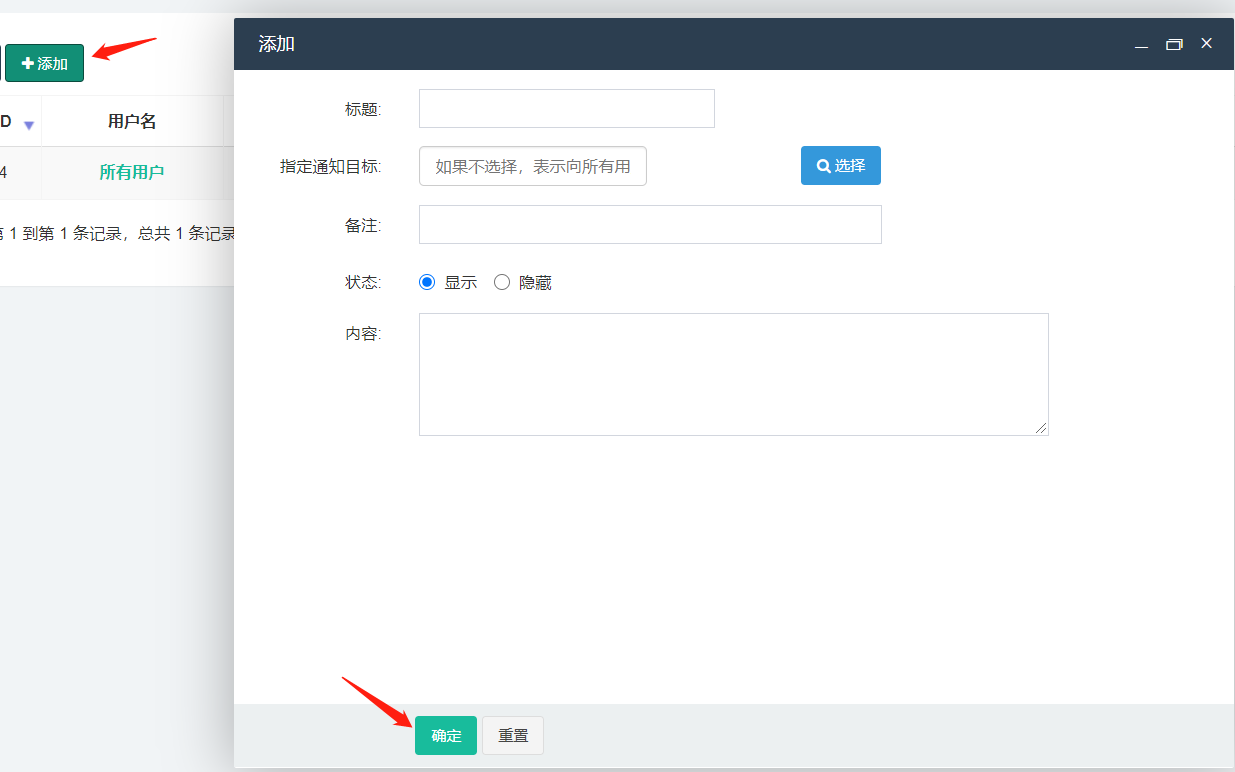 添加
添加
标题:
D
用户名
指定通知目标:
如果不选择，表示向所有用
选择
4
所有用户
备注:
第 1 到第 1 条记录，总共 1 条记录
状态:
显示
隐藏
内容:
确定
重置